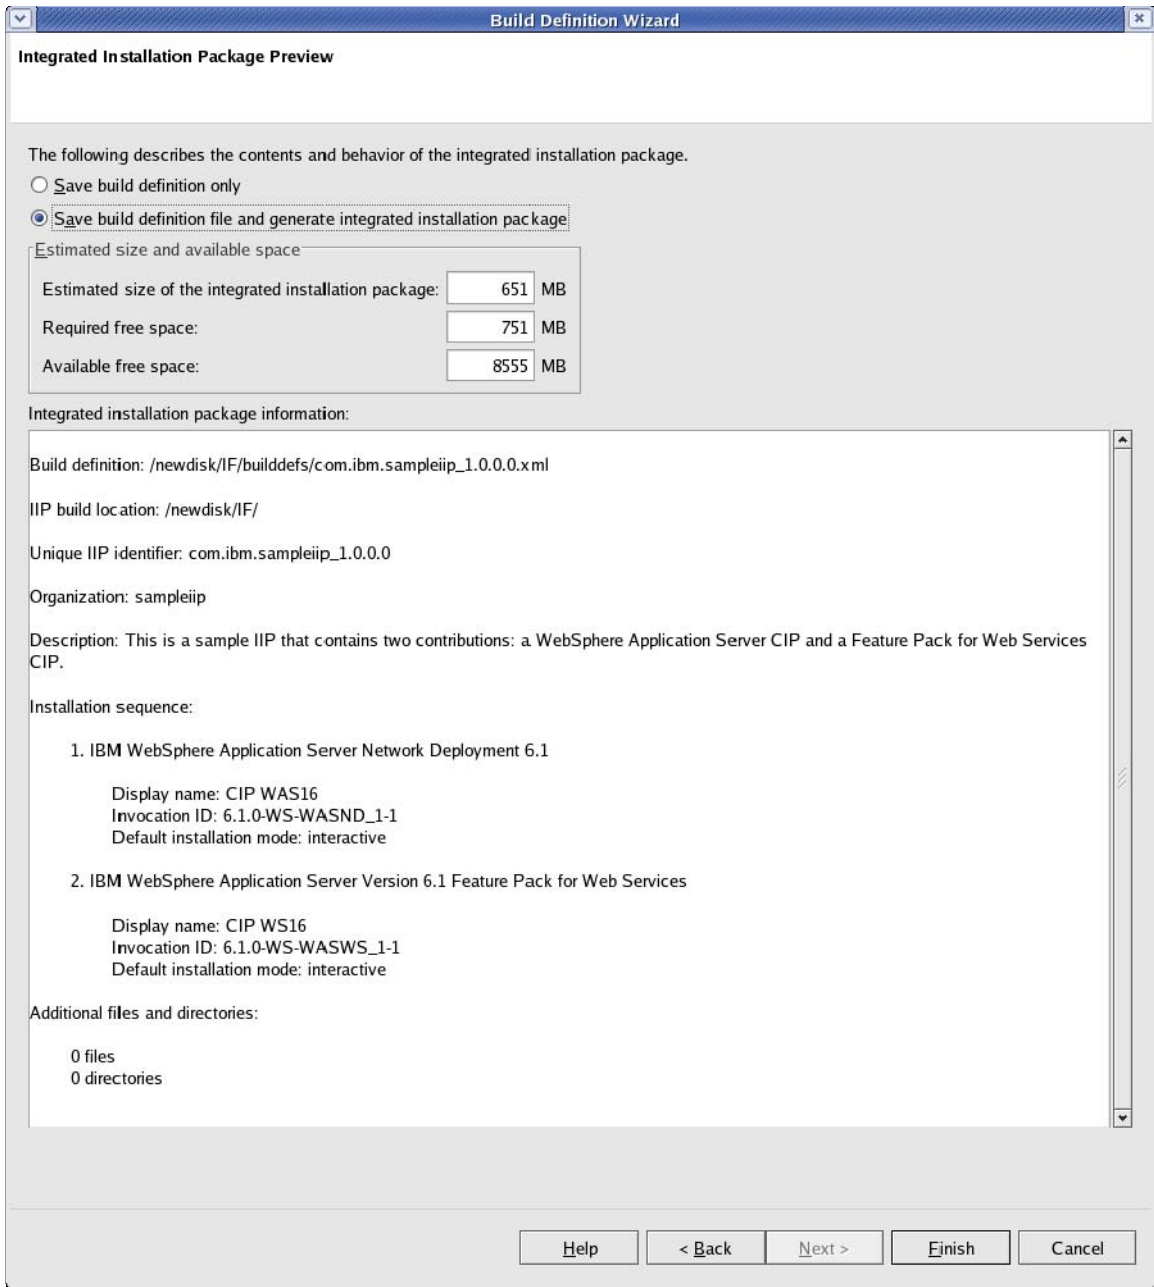 Build Definition Wizard
Integrated Installation Package Preview
The following describes the contents and behavior of the integrated installation package.
Save build definition only
Save build definition file and generate integrated installation package
Estimated size and available space
Estimated size of the integrated installation package: 651 MB
Required free space: 751 MB
Available free space: 8555 MB
Integrated installation package information:
Build definition: /newdisk/IF/builddefs/com.ibm.sampleiip_1.0.0.0.xml
IIP build location: /newdisk/IF/
Unique IIP identifier: com.ibm.sampleiip_1.0.0.0
Organization: sampleiip
Description: This is a sample IIP that contains two contributions: a WebSphere Application Server CIP and a Feature Pack for Web Services
CIP.
Installation sequence:
1. IBM WebSphere Application Server Network Deployment 6.1
Display name: CIP WAS16
Invocation ID: 6.1.0-WS-WASND_1-1
Default installation mode: interactive
2. IBM WebSphere Application Server Version 6.1 Feature Pack for Web Services
Display name: CIP WS16
Invocation ID: 6.1.0-WS-WASWS_1-1
Default installation mode: interactive
Additional files and directories:
0 files
0 directories
Help < Back Next > Finish Cancel